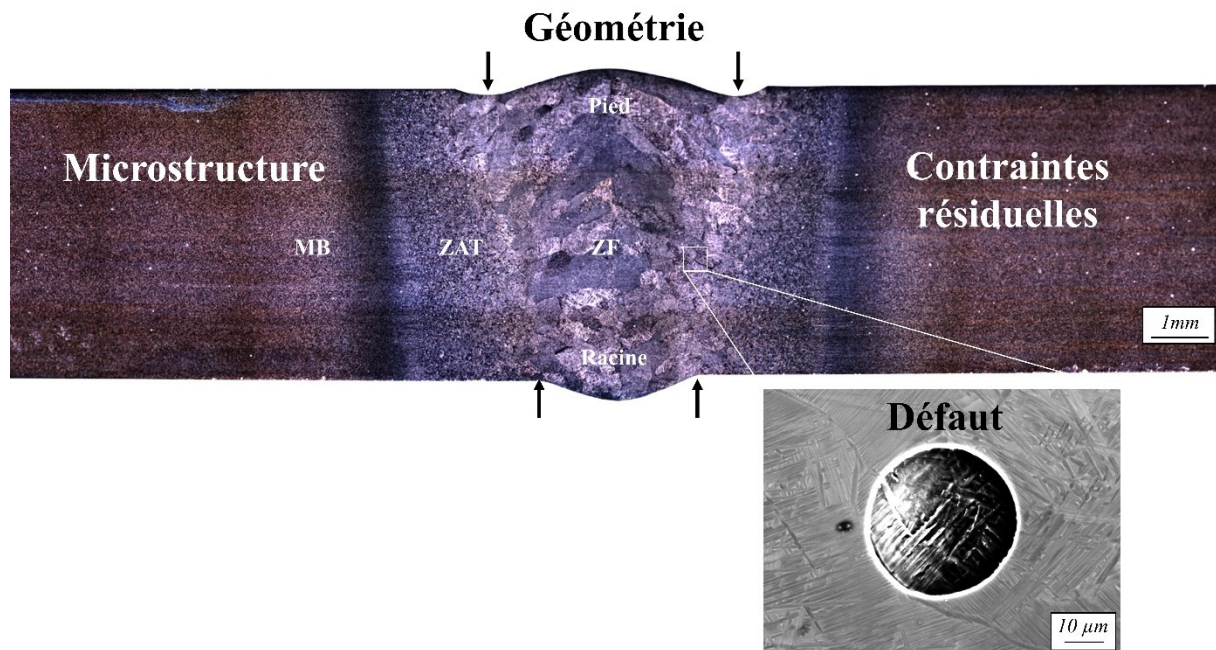 Géométrie
Pied
Microstructure
Contraintes
résiduelles
MB
ZAT
ZF
1mm
Racine
Défaut
10 µm